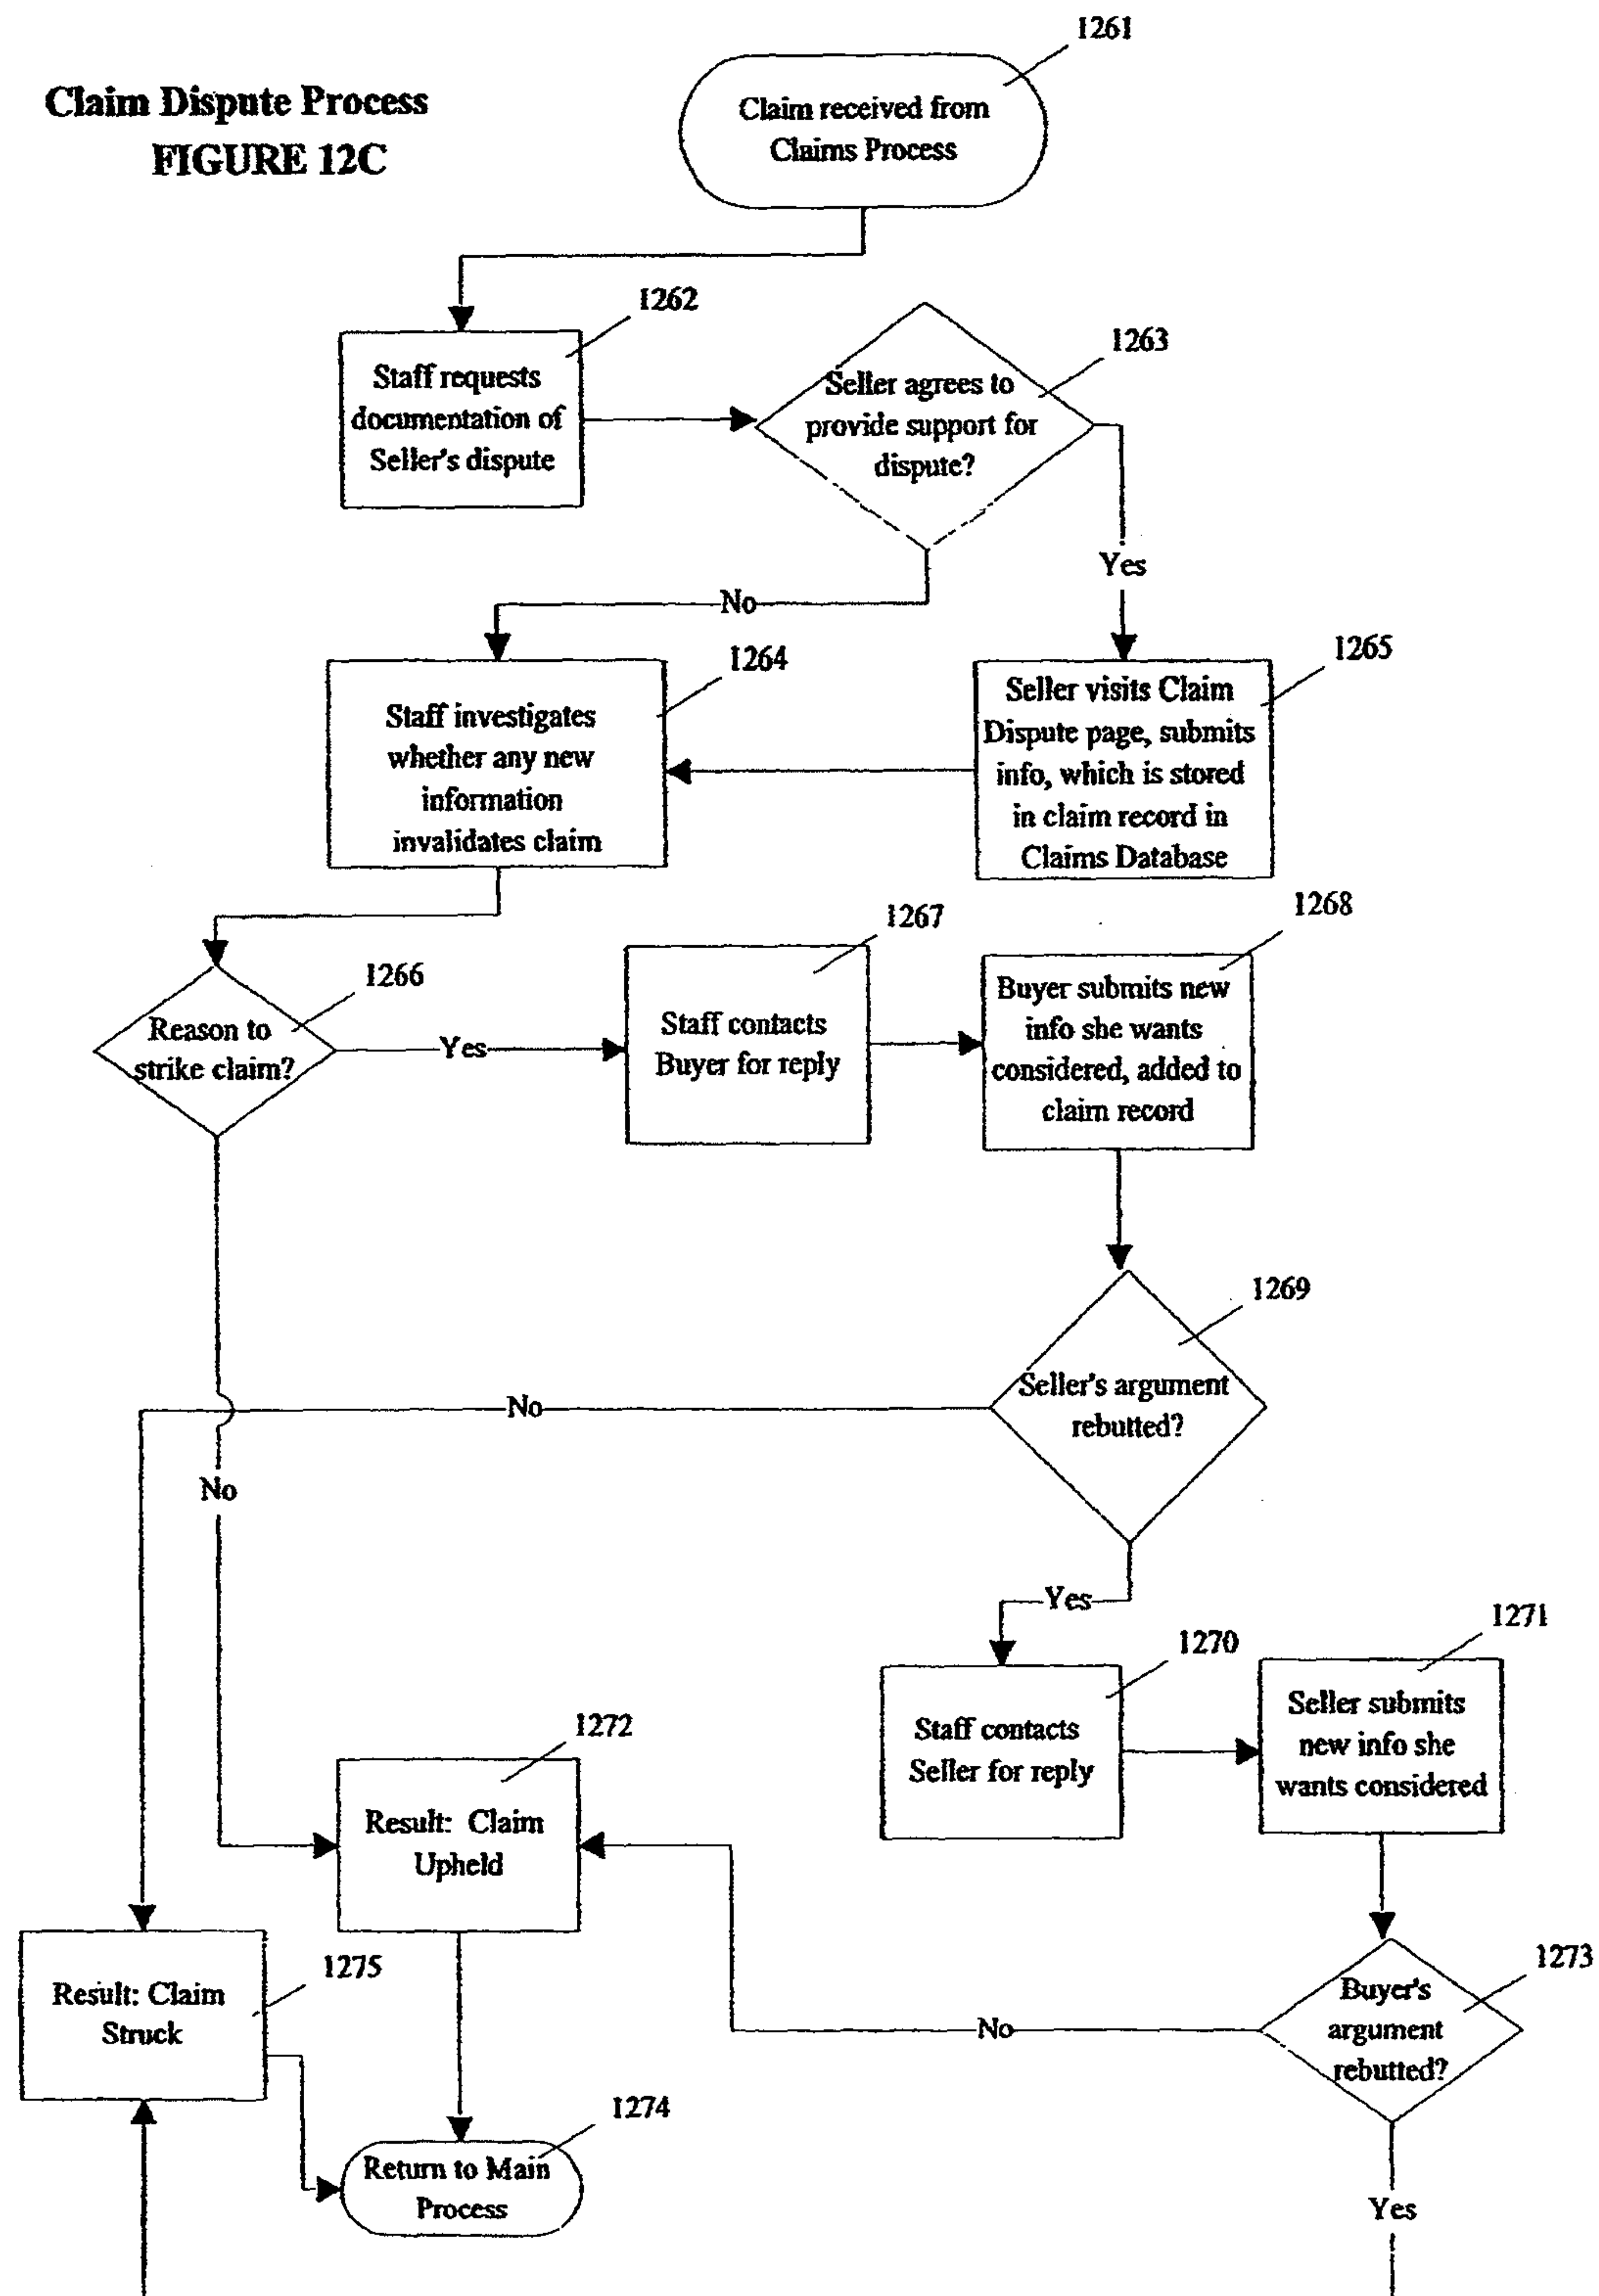 Claim Dispute Process
FIGURE 12C
1261
Claim received from
Claims Process
1262
Staff requests
documentation of
Seller's dispute
1263
Seller agrees to
provide support for
dispute?
Yes
No
1264
Staff investigates
whether any new
information
invalidates claim
1265
Seller visits Claim
Dispute page, submits
info, which is stored
in claim record in
Claims Database
1266
Reason to
strike claim?
Yes
1267
Staff contacts
Buyer for reply
1268
Buyer submits new
info she wants
considered, added to
claim record
1269
Seller's argument
rebutted?
No
No
Yes
1270
Staff contacts
Seller for reply
1271
Seller submits
new info she
wants considered
1272
Result: Claim
Upheld
1273
Buyer's
argument
rebutted?
No
1275
Result: Claim
Struck
1274
Return to Main
Process
Yes